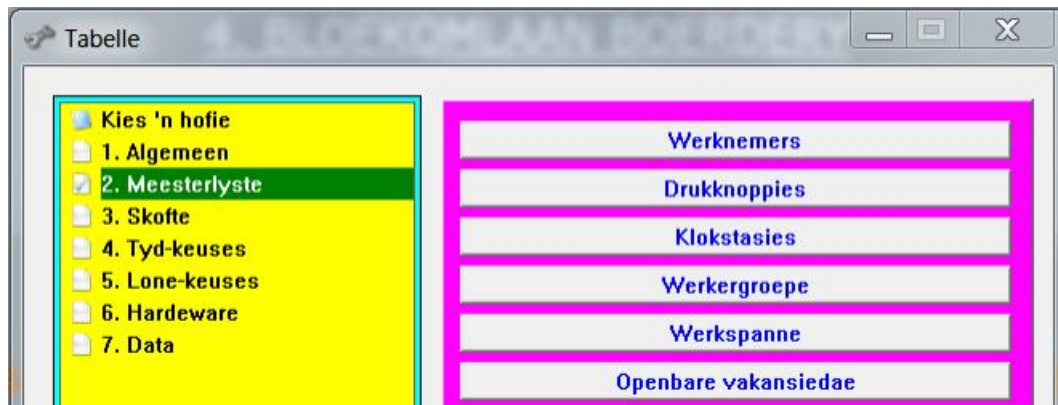 Tabelle
Kies 'n hofie
1. Algemeen
2. Meesterlyste
3. Skofte
4. Tyd-keuses
5. Lone-keuses
6. Hardeware
7. Data
Werknemers
Drukknoppies
Klokstasies
Werkergroepe
Werkspanne
Openbare vakansiedae